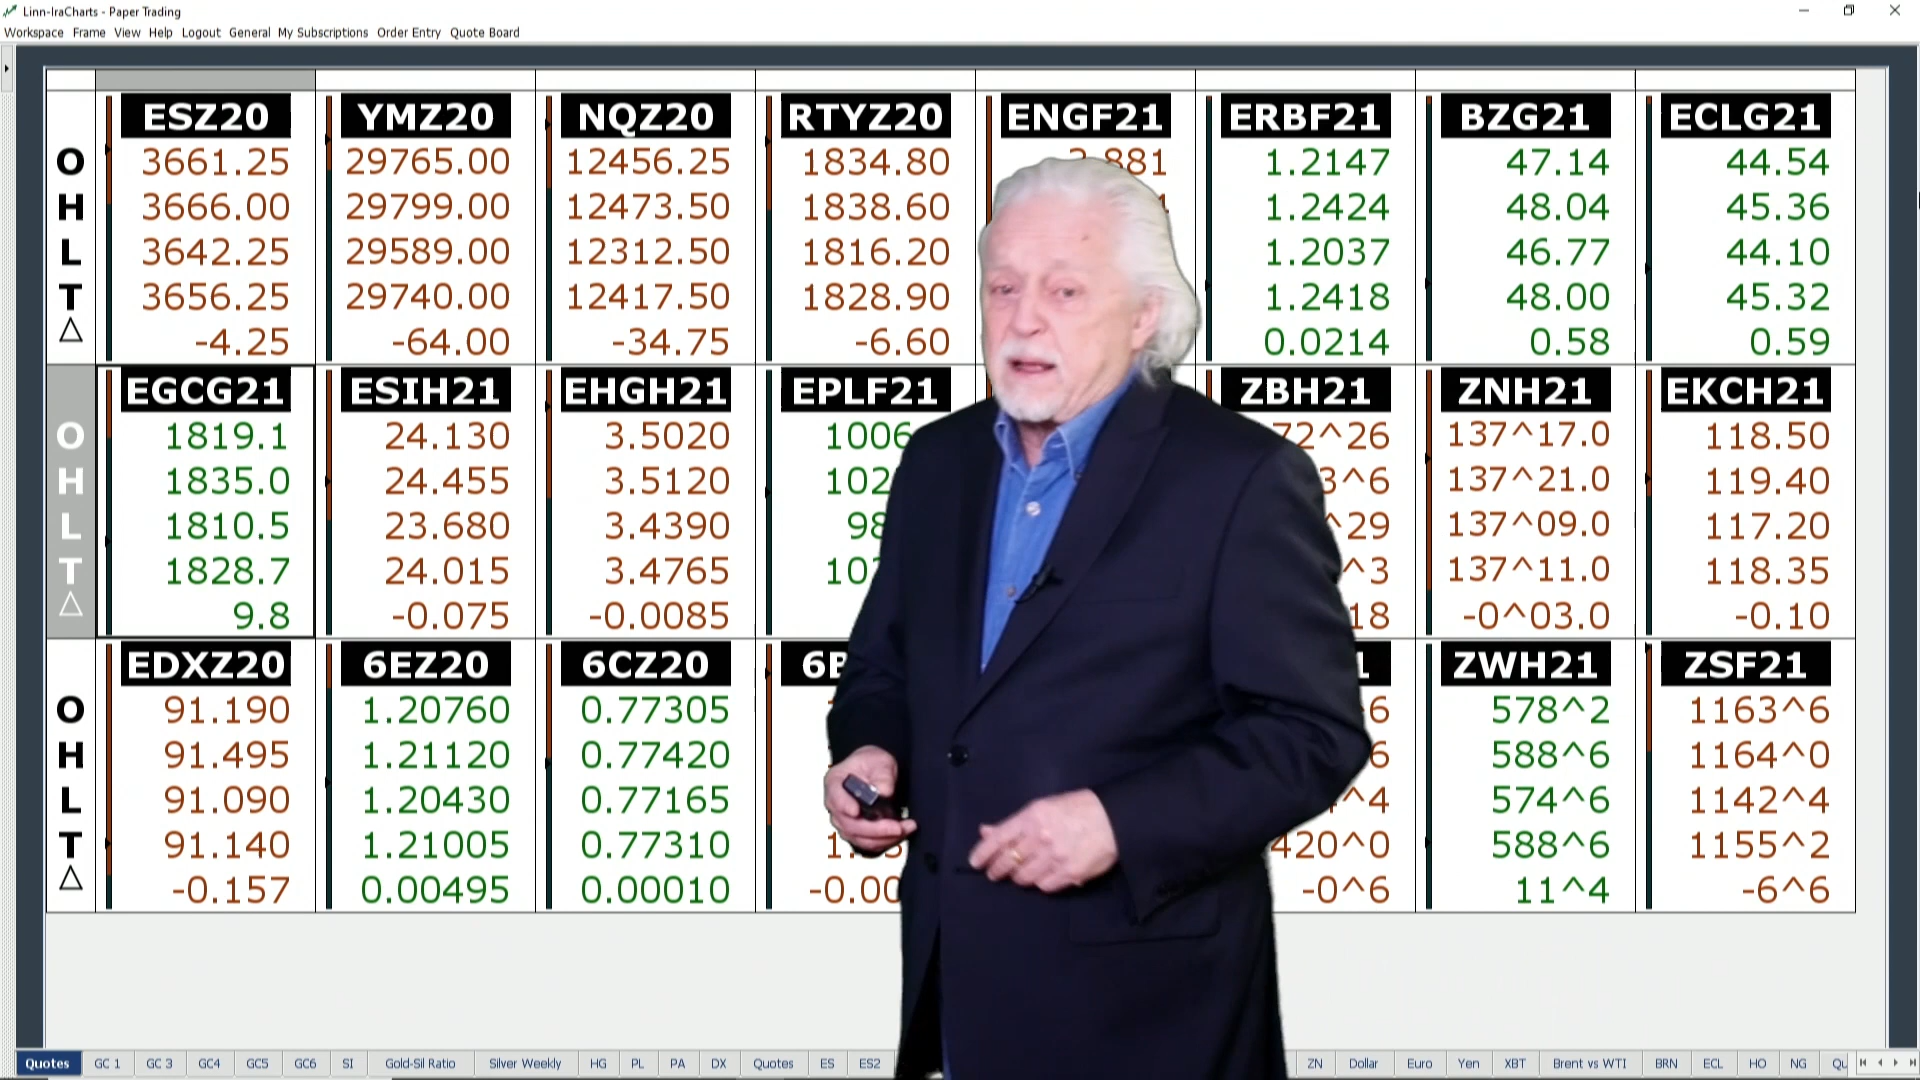 Linn-IraCharts - Paper Trading
Workspace Frame View Help Logout General My Subscriptions Order Entry Quote Board
ESZ20 YMZ20 NQZ20 RTYZ20 ENGF21 ERBF21 BZG21 ECLG21
O 3661.25 29765.00 12456.25 1834.80 1.2147 47.14 44.54
H 3666.00 29799.00 12473.50 1838.60 1.2424 48.04 45.36
L 3642.25 29589.00 12312.50 1816.20 1.2037 46.77 44.10
T 3656.25 29740.00 12417.50 1828.90 1.2418 48.00 45.32
△ -4.25 -64.00 -34.75 -6.60 0.0214 0.58 0.59
EGCG21 ESIH21 EHGH21 EPLF21 ZBH21 ZNH21 EKCH21
O 1819.1 24.130 3.5020 137^17.0 118.50
H 1835.0 24.455 3.5120 137^21.0 119.40
L 1810.5 23.680 3.4390 137^09.0 117.20
T 1828.7 24.015 3.4765 137^11.0 118.35
△ 9.8 -0.075 -0.0085 -0^03.0 -0.10
EDXZ20 6EZ20 6CZ20 ZWH21 ZSF21
O 91.190 1.20760 0.77305 578^2 1163^6
H 91.495 1.21120 0.77420 588^6 1164^0
L 91.090 1.20430 0.77165 574^6 1142^4
T 91.140 1.21005 0.77310 420^0 588^6 1155^2
△ -0.157 0.00495 0.00010 -0^6 11^4 -6^6
Quotes GC 1 GC 3 GC4 GC5 GC6 SI Gold-Sil Ratio Silver Weekly HG PL PA DX Quotes ES ES2 ZN Dollar Euro Yen XBT Brent vs WTI BRN ECL HO NG